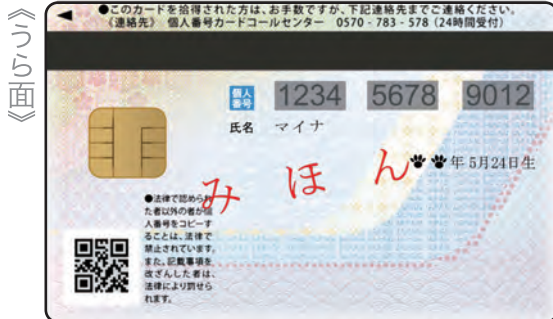 《うら面》
●このカードを拾得された方は、お手数ですが、下記連絡先までご連絡ください。
《連絡先》 個人番号カードコールセンター 0570-783-578（24時間受付）
個人番号 1234 5678 9012
氏名 マイナ
みほん
年 5月24日生
●法律で認められ
た者以外の者が個
人番号をコピーす
ることは、法律で
禁止されています。
また、記載事項を
改ざんした者は、
法律により罰せら
れます。